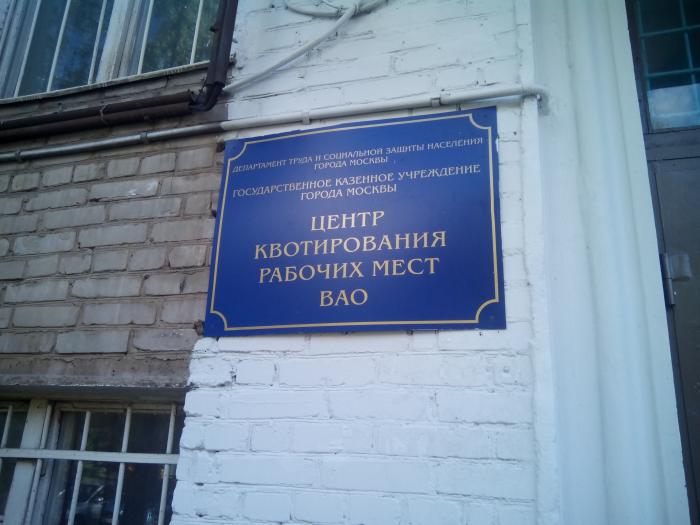 ДЕПАРТАМЕНТ ТРУДА И СОЦИАЛЬНОЙ ЗАЩИТЫ НАСЕЛЕНИЯ
ГОРОДА МОСКВЫ
ГОСУДАРСТВЕННОЕ КАЗЕННОЕ УЧРЕЖДЕНИЕ
ГОРОДА МОСКВЫ
ЦЕНТР
КВОТИРОВАНИЯ
РАБОЧИХ МЕСТ
ВАО